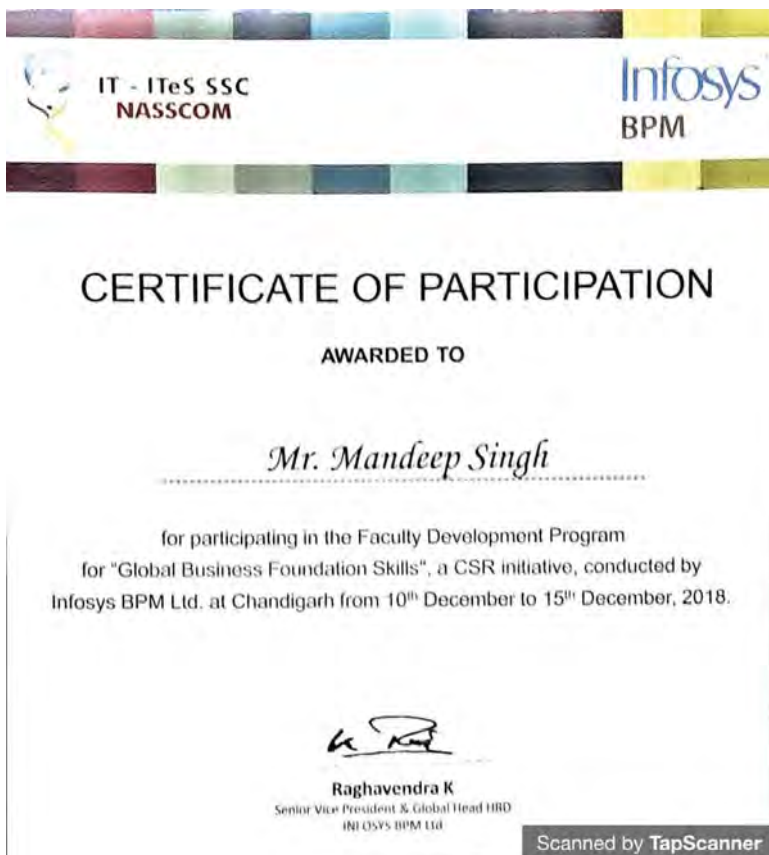 IT - ITeS SSC
NASSCOM
Infosys
BPM
CERTIFICATE OF PARTICIPATION
AWARDED TO
Mr. Mandeep Singh
for participating in the Faculty Development Program
for "Global Business Foundation Skills", a CSR initiative, conducted by
Infosys BPM Ltd. at Chandigarh from 10th December to 15th December, 2018.
Raghavendra K
Senior Vice President & Global Head HRD
INFOSYS BPM Ltd
Scanned by TapScanner